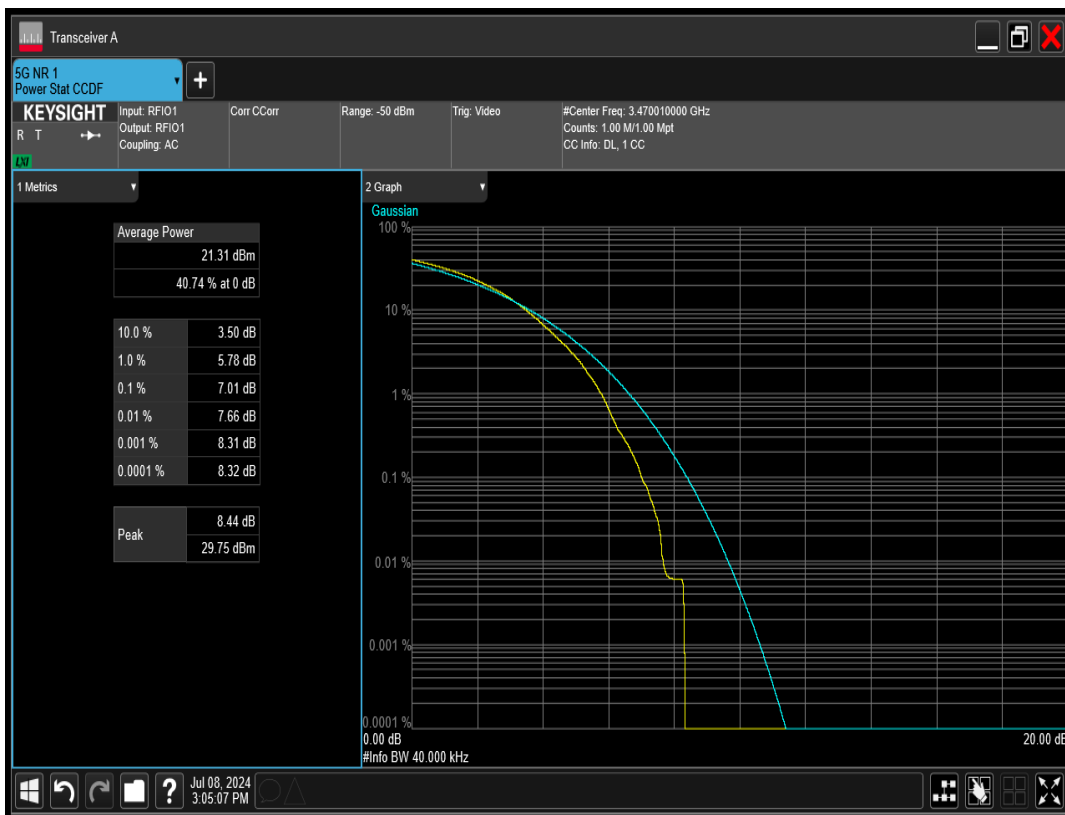 Transceiver A
5G NR 1
Power Stat CCDF
+
KEYSIGHT
R T
LXI
Input: RFIO1
Output: RFIO1
Coupling: AC
Corr CCorr
Range: -50 dBm
Trig: Video
#Center Freq: 3.470010000 GHz
Counts: 1.00 M/1.00 Mpt
CC Info: DL, 1 CC
1 Metrics
Average Power
21.31 dBm
40.74 % at 0 dB
10.0 % 3.50 dB
1.0 % 5.78 dB
0.1 % 7.01 dB
0.01 % 7.66 dB
0.001 % 8.31 dB
0.0001 % 8.32 dB
Peak 8.44 dB
29.75 dBm
2 Graph
Gaussian
100 %
10 %
1 %
0.1 %
0.01 %
0.001 %
0.0001 %
0.00 dB 20.00 dB
#Info BW 40.000 kHz
? Jul 08, 2024
3:05:07 PM